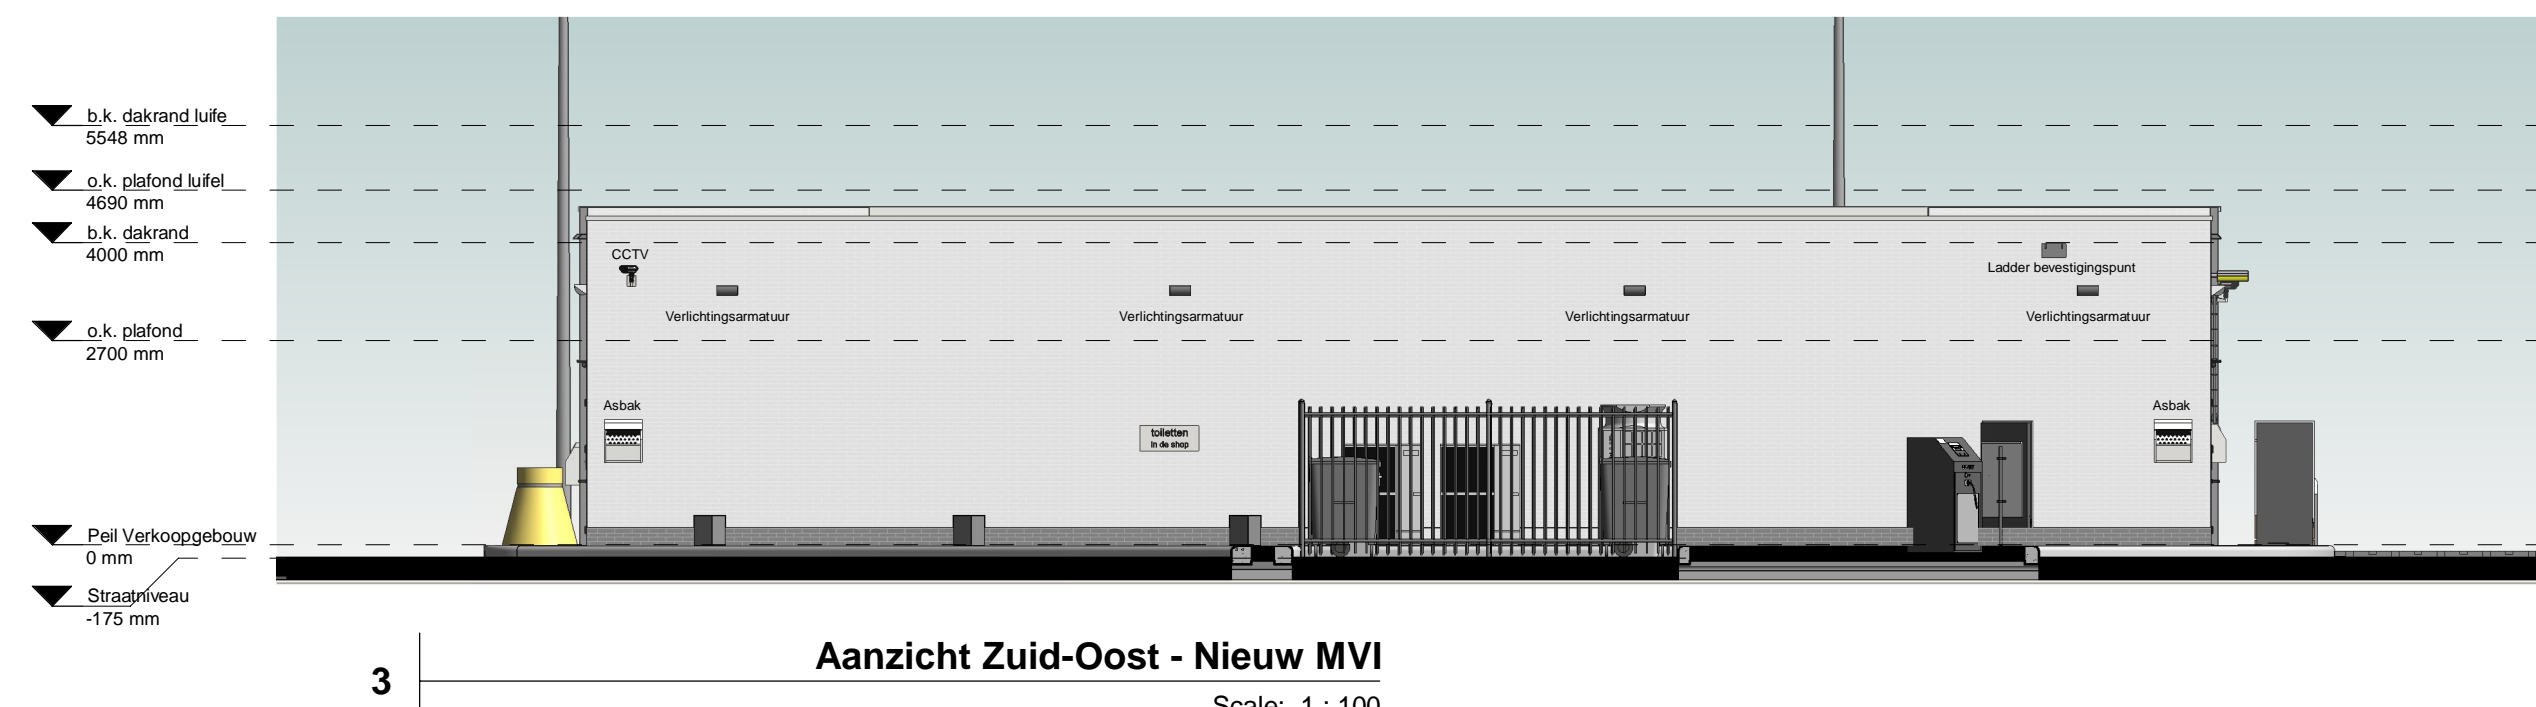 b.k. dakrand luife
5548 mm
o.k. plafond luifel
4690 mm
b.k. dakrand
4000 mm
CCTV
Ladder bevestigingspunt
Verlichtingsarmatuur
Verlichtingsarmatuur
Verlichtingsarmatuur
Verlichtingsarmatuur
o.k. plafond
2700 mm
Asbak
Asbak
toiletten
in de shop
Peil Verkoopgebouw
0 mm
Straatniveau
-175 mm
3
Aanzicht Zuid-Oost - Nieuw MVI
Scale: 1 : 100